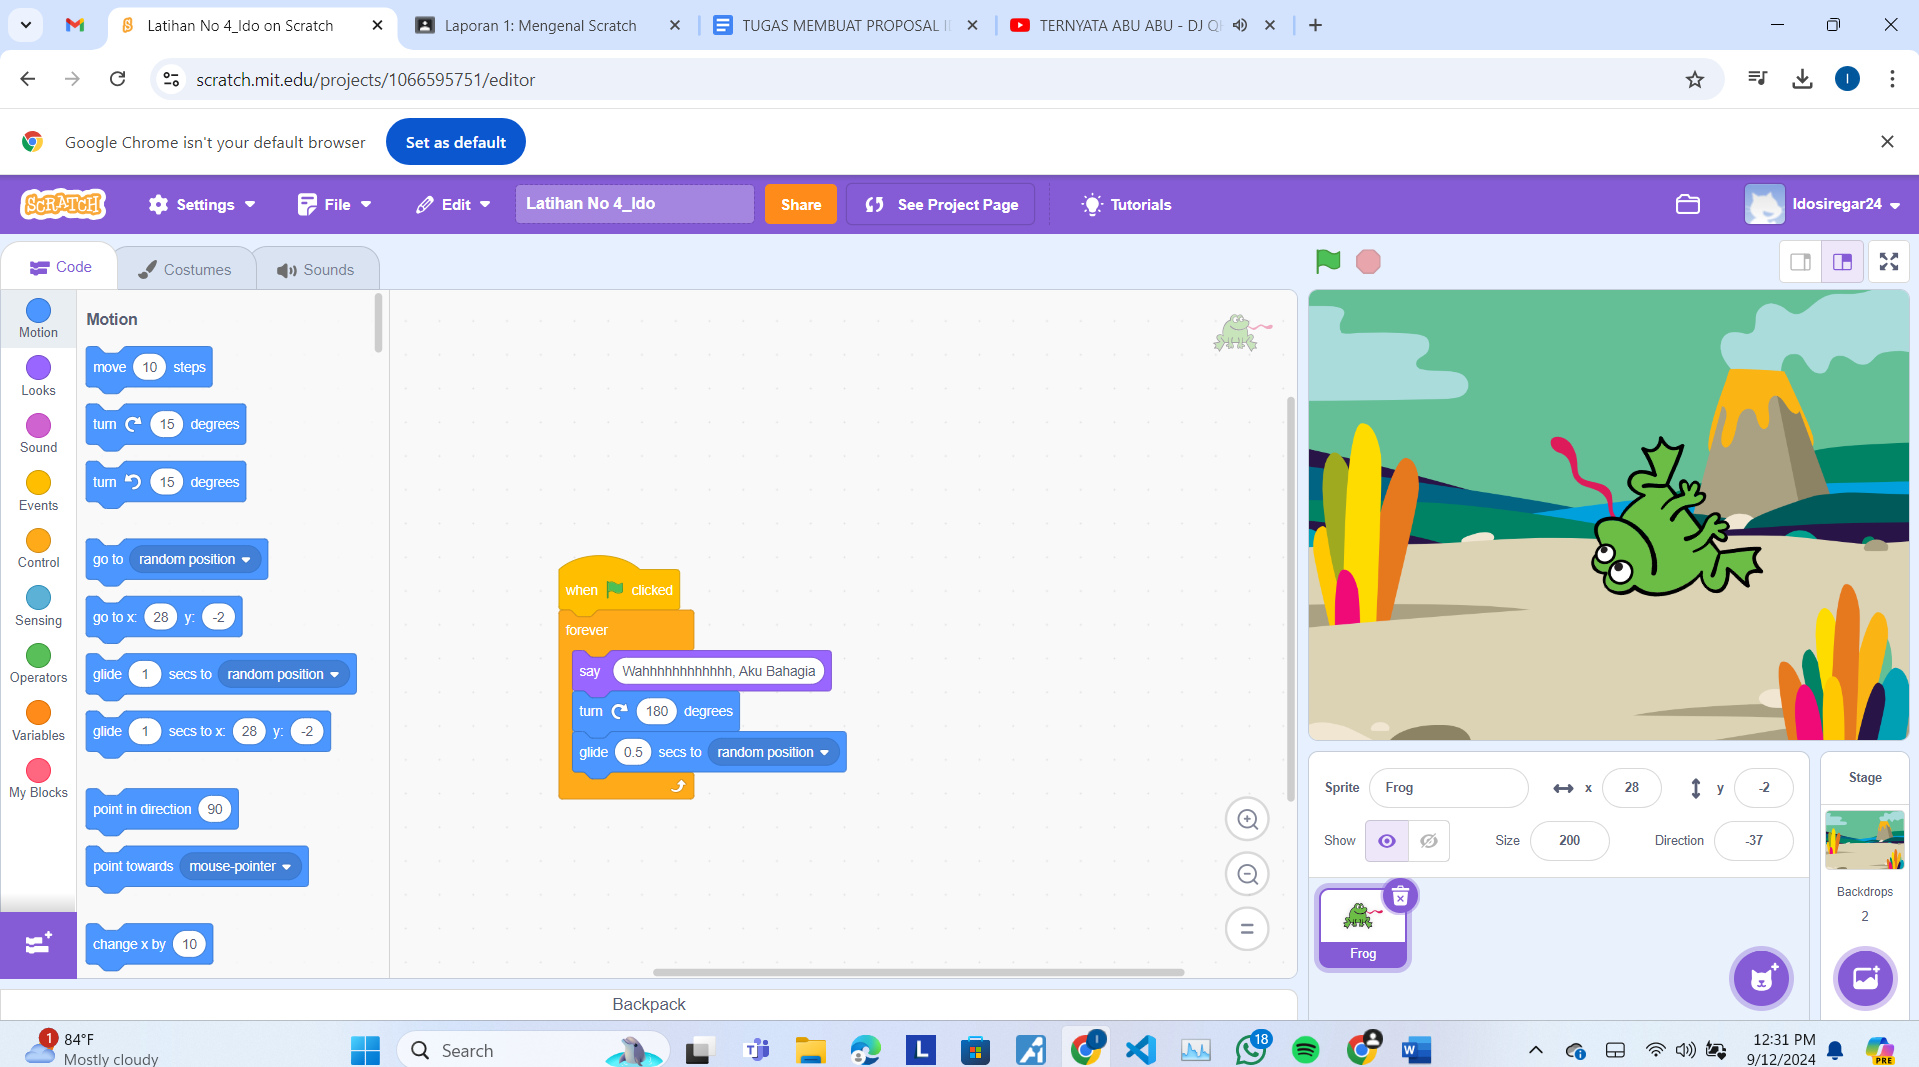 Latihan No 4_Ido on Scratch
Laporan 1: Mengenal Scratch
TUGAS MEMBUAT PROPOSAL
TERNYATA ABU ABU - DJ
scratch.mit.edu/projects/1066595751/editor
I
Google Chrome isn't your default browser
Set as default
SCRATCH
Settings
File
Edit
Latihan No 4_Ido
Share
See Project Page
Tutorials
Idosiregar24
Code
Costumes
Sounds
Motion
Looks
Sound
Events
Control
Sensing
Operators
Variables
My Blocks
Motion
move 10 steps
turn 15 degrees
turn 15 degrees
go to random position
go to x: 28 y: -2
glide 1 secs to random position
glide 1 secs to x: 28 y: -2
point in direction 90
point towards mouse-pointer
change x by 10
when clicked
forever
say Wahhhhhhhhhhhh, Aku Bahagia
turn 180 degrees
glide 0.5 secs to random position
Sprite Frog x 28 y -2
Show Size 200 Direction -37
Frog
Stage
Backdrops
2
Backpack
1
84°F
Mostly cloudy
Search
L
I
18
W
PRE
12:31 PM
9/12/2024